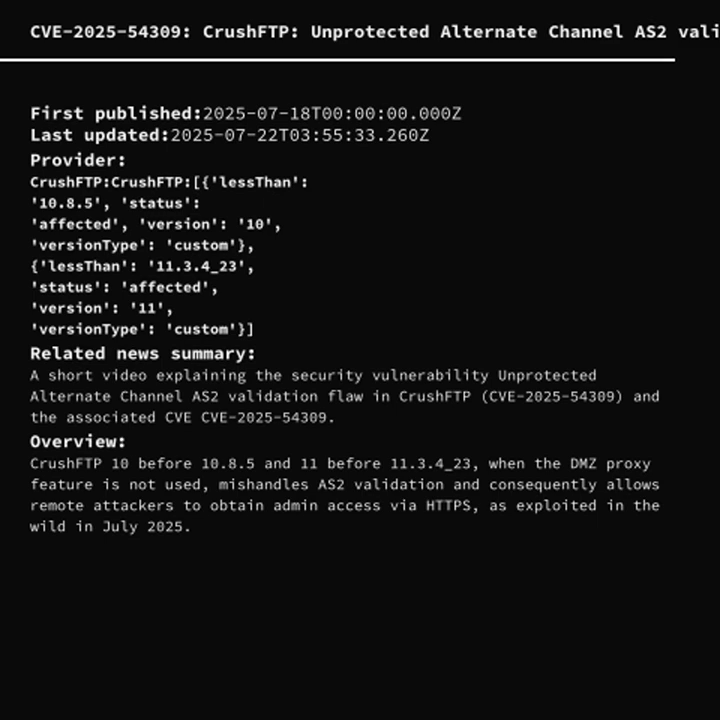 CVE-2025-54309: CrushFTP: Unprotected Alternate Channel AS2 vali
First published:2025-07-18T00:00:00.000Z
Last updated:2025-07-22T03:55:33.260Z
Provider:
CrushFTP:CrushFTP:[{'lessThan':
'10.8.5', 'status':
'affected', 'version': '10',
'versionType': 'custom'},
{'lessThan': '11.3.4_23',
'status': 'affected',
'version': '11',
'versionType': 'custom'}]
Related news summary:
A short video explaining the security vulnerability Unprotected
Alternate Channel AS2 validation flaw in CrushFTP (CVE-2025-54309) and
the associated CVE CVE-2025-54309.
Overview:
CrushFTP 10 before 10.8.5 and 11 before 11.3.4_23, when the DMZ proxy
feature is not used, mishandles AS2 validation and consequently allows
remote attackers to obtain admin access via HTTPS, as exploited in the
wild in July 2025.